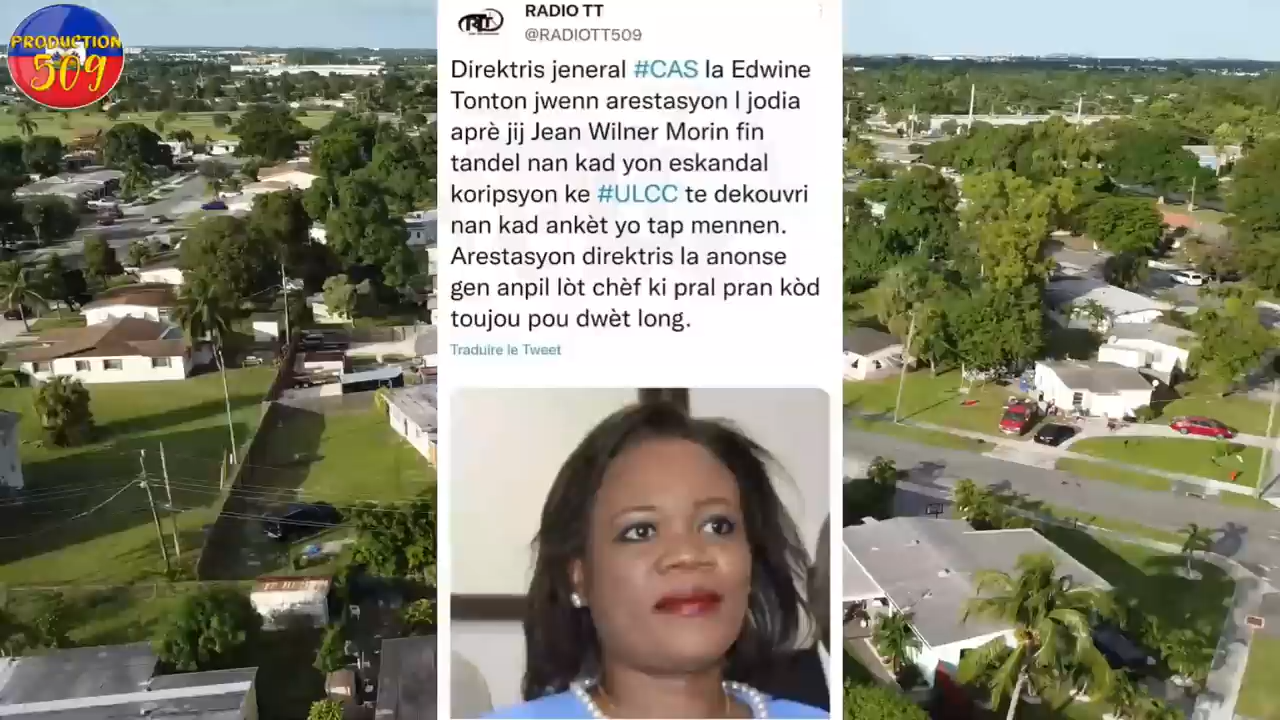 PRODUCTION
509
RADIO TT
@RADIOTT509
Direktris jeneral #CAS la Edwine
Tonton jwenn arestasyon l jodia
aprè jij Jean Wilner Morin fin
tandel nan kad yon eskandal
koripsyon ke #ULCC te dekouvri
nan kad ankèt yo tap mennen.
Arestasyon direktris la anonse
gen anpil lòt chèf ki pral pran kòd
toujou pou dwèt long.
Traduire le Tweet